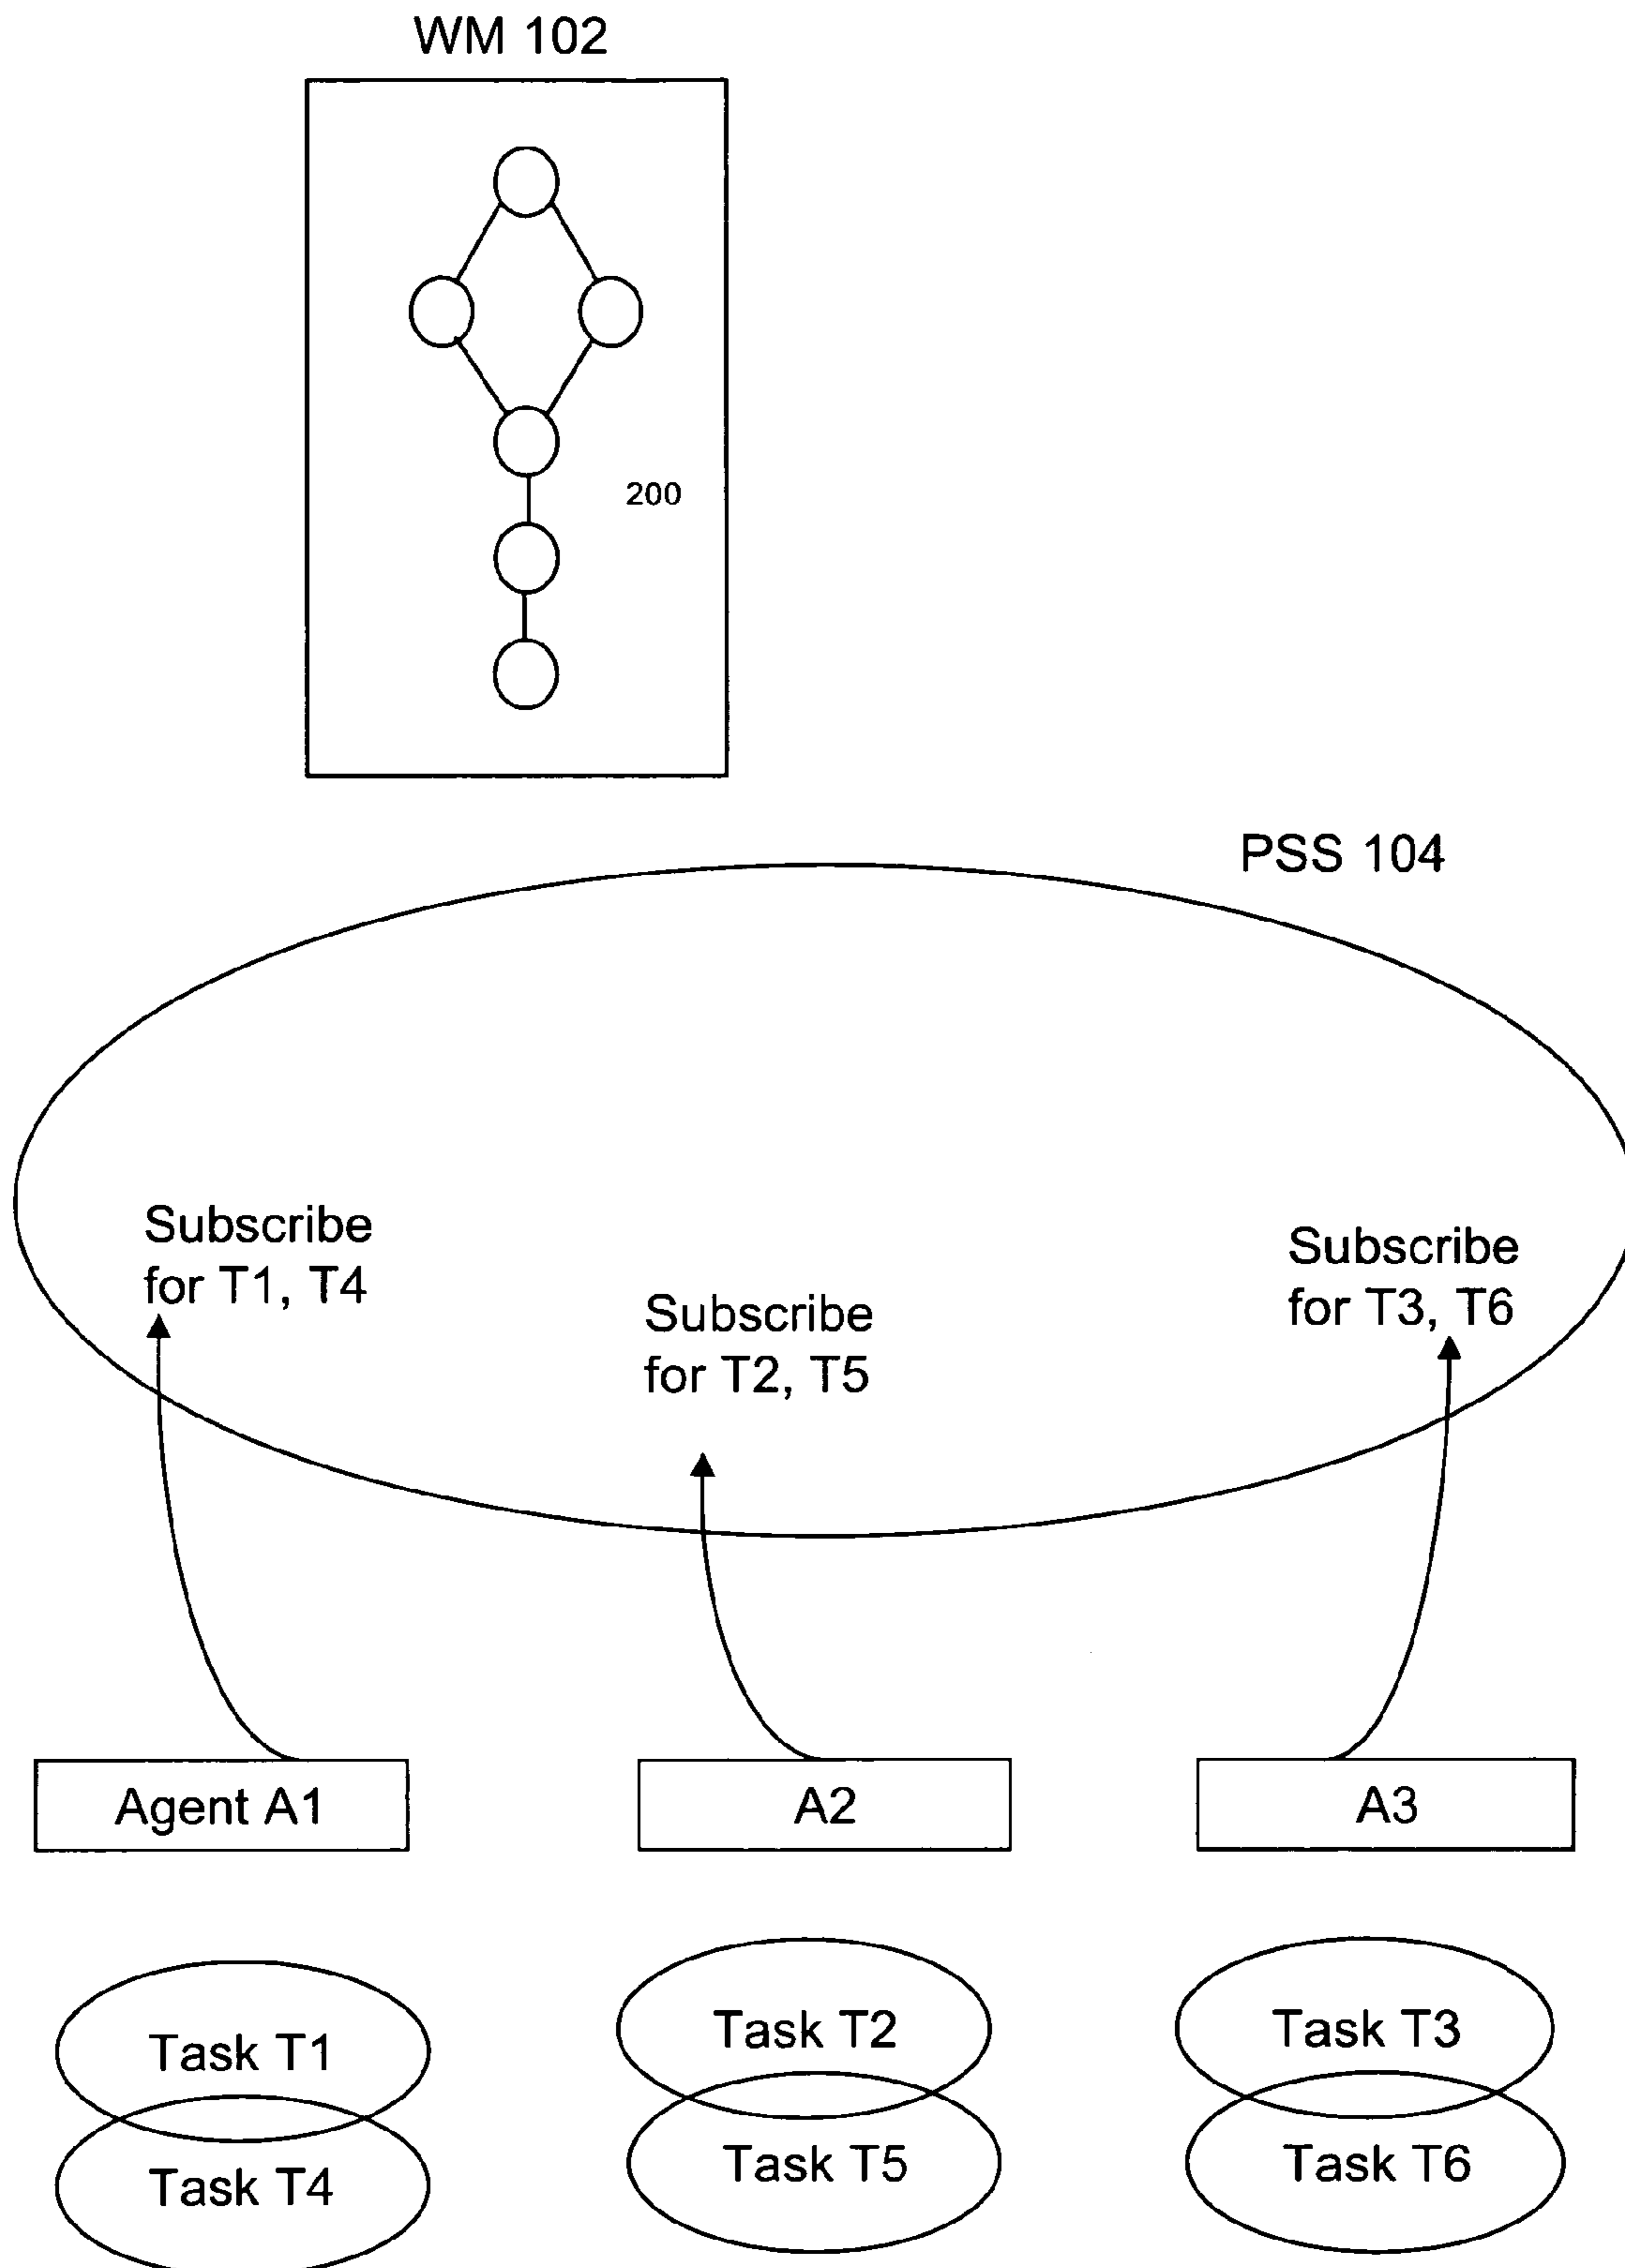 WM 102
200
PSS 104
Subscribe
for T1, T4
Subscribe
for T2, T5
Subscribe
for T3, T6
Agent A1
A2
A3
Task T1
Task T2
Task T3
Task T4
Task T5
Task T6